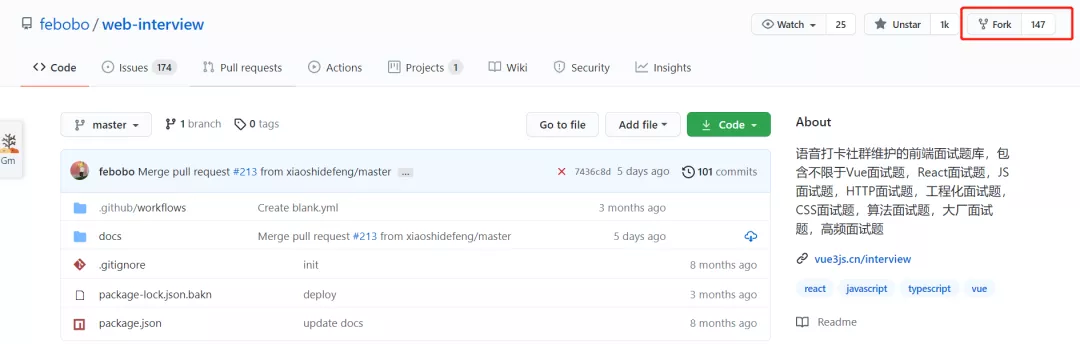 febobo / web-interview
Watch 25 Unstar 1k Fork 147
Code Issues 174 Pull requests Actions Projects 1 Wiki Security Insights
Gm
master 1 branch 0 tags Go to file Add file Code
febobo Merge pull request #213 from xiaoshidefeng/master ... 7436c8d 5 days ago 101 commits
.github/workflows Create blank.yml 3 months ago
docs Merge pull request #213 from xiaoshidefeng/master 5 days ago
.gitignore init 8 months ago
package-lock.json.bakn deploy 3 months ago
package.json update docs 8 months ago
About
语音打卡社群维护的前端面试题库，包
含不限于Vue面试题，React面试题，JS
面试题，HTTP面试题，工程化面试题，
CSS面试题，算法面试题，大厂面试
题，高频面试题
vue3js.cn/interview
react javascript typescript vue
Readme